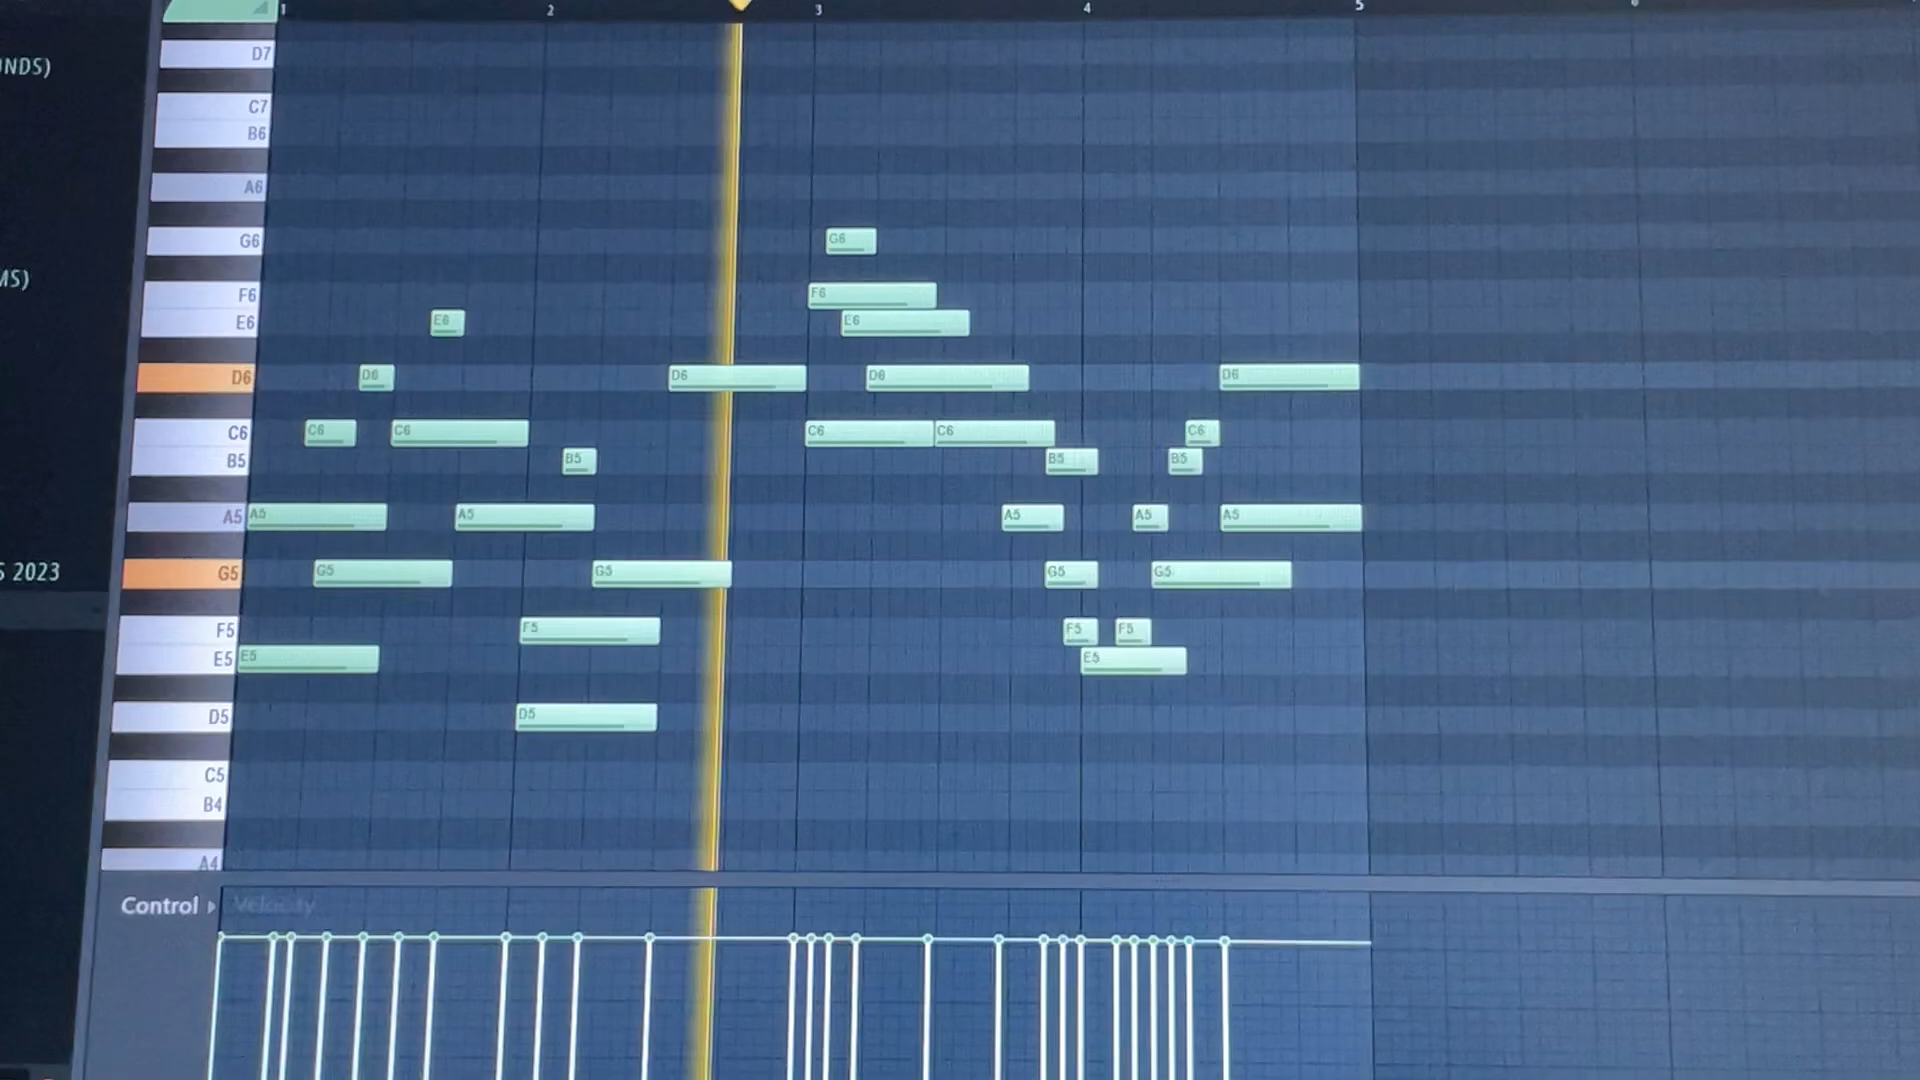 1 2 3 4 5
NDS)
D7
C7
B6
A6
G6 G6
MS)
F6 F6
E6 E6 E6
D6 D6 D6 D6 D6
C6 C6 C6 C6 C6 C6
B5 B5 B5 B5
A5 A5 A5 A5 A5 A5
S 2023
G5 G5 G5 G5 G5
F5 F5 F5 F5
E5 E5 E5
D5 D5
C5
B4
A4
Control Velocity